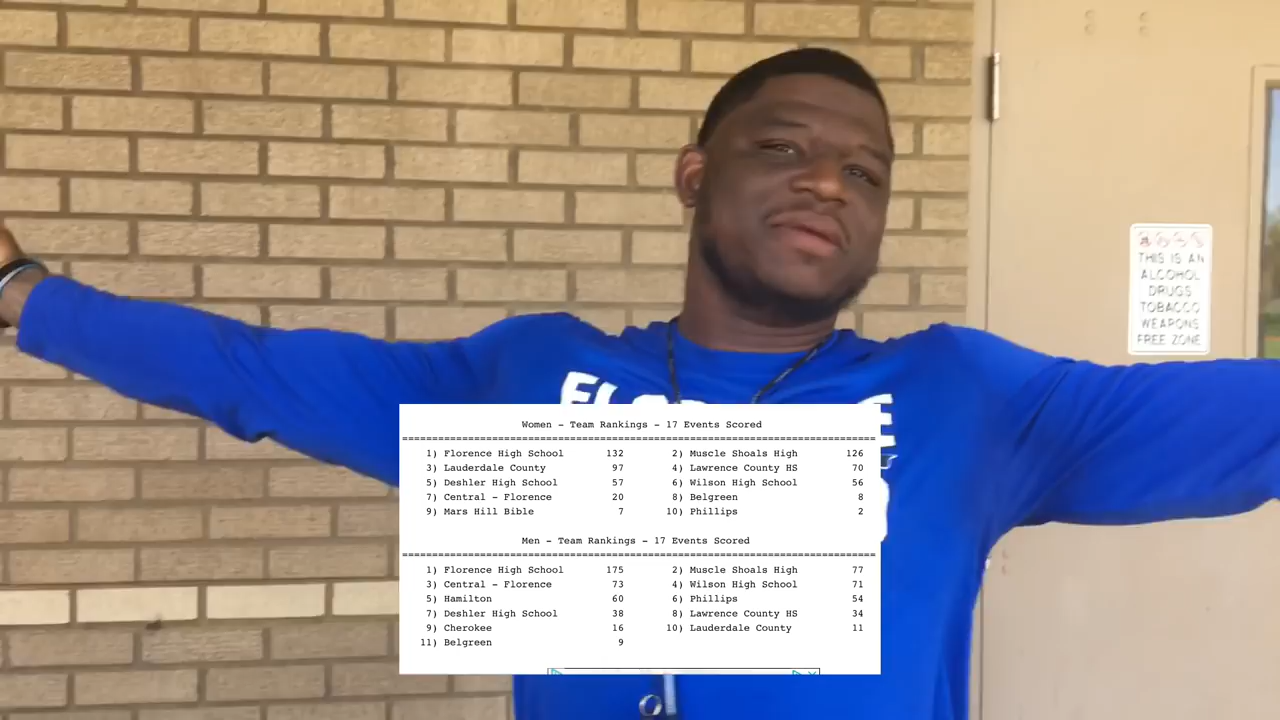 THIS IS AN
ALCOHOL
DRUGS
TOBACCO
WEAPONS
FREE ZONE
Women - Team Rankings - 17 Events Scored
1) Florence High School 132 2) Muscle Shoals High 126
3) Lauderdale County 97 4) Lawrence County HS 70
5) Deshler High School 57 6) Wilson High School 56
7) Central - Florence 20 8) Belgreen 8
9) Mars Hill Bible 7 10) Phillips 2
Men - Team Rankings - 17 Events Scored
1) Florence High School 175 2) Muscle Shoals High 77
3) Central - Florence 73 4) Wilson High School 71
5) Hamilton 60 6) Phillips 54
7) Deshler High School 38 8) Lawrence County HS 34
9) Cherokee 16 10) Lauderdale County 11
11) Belgreen 9